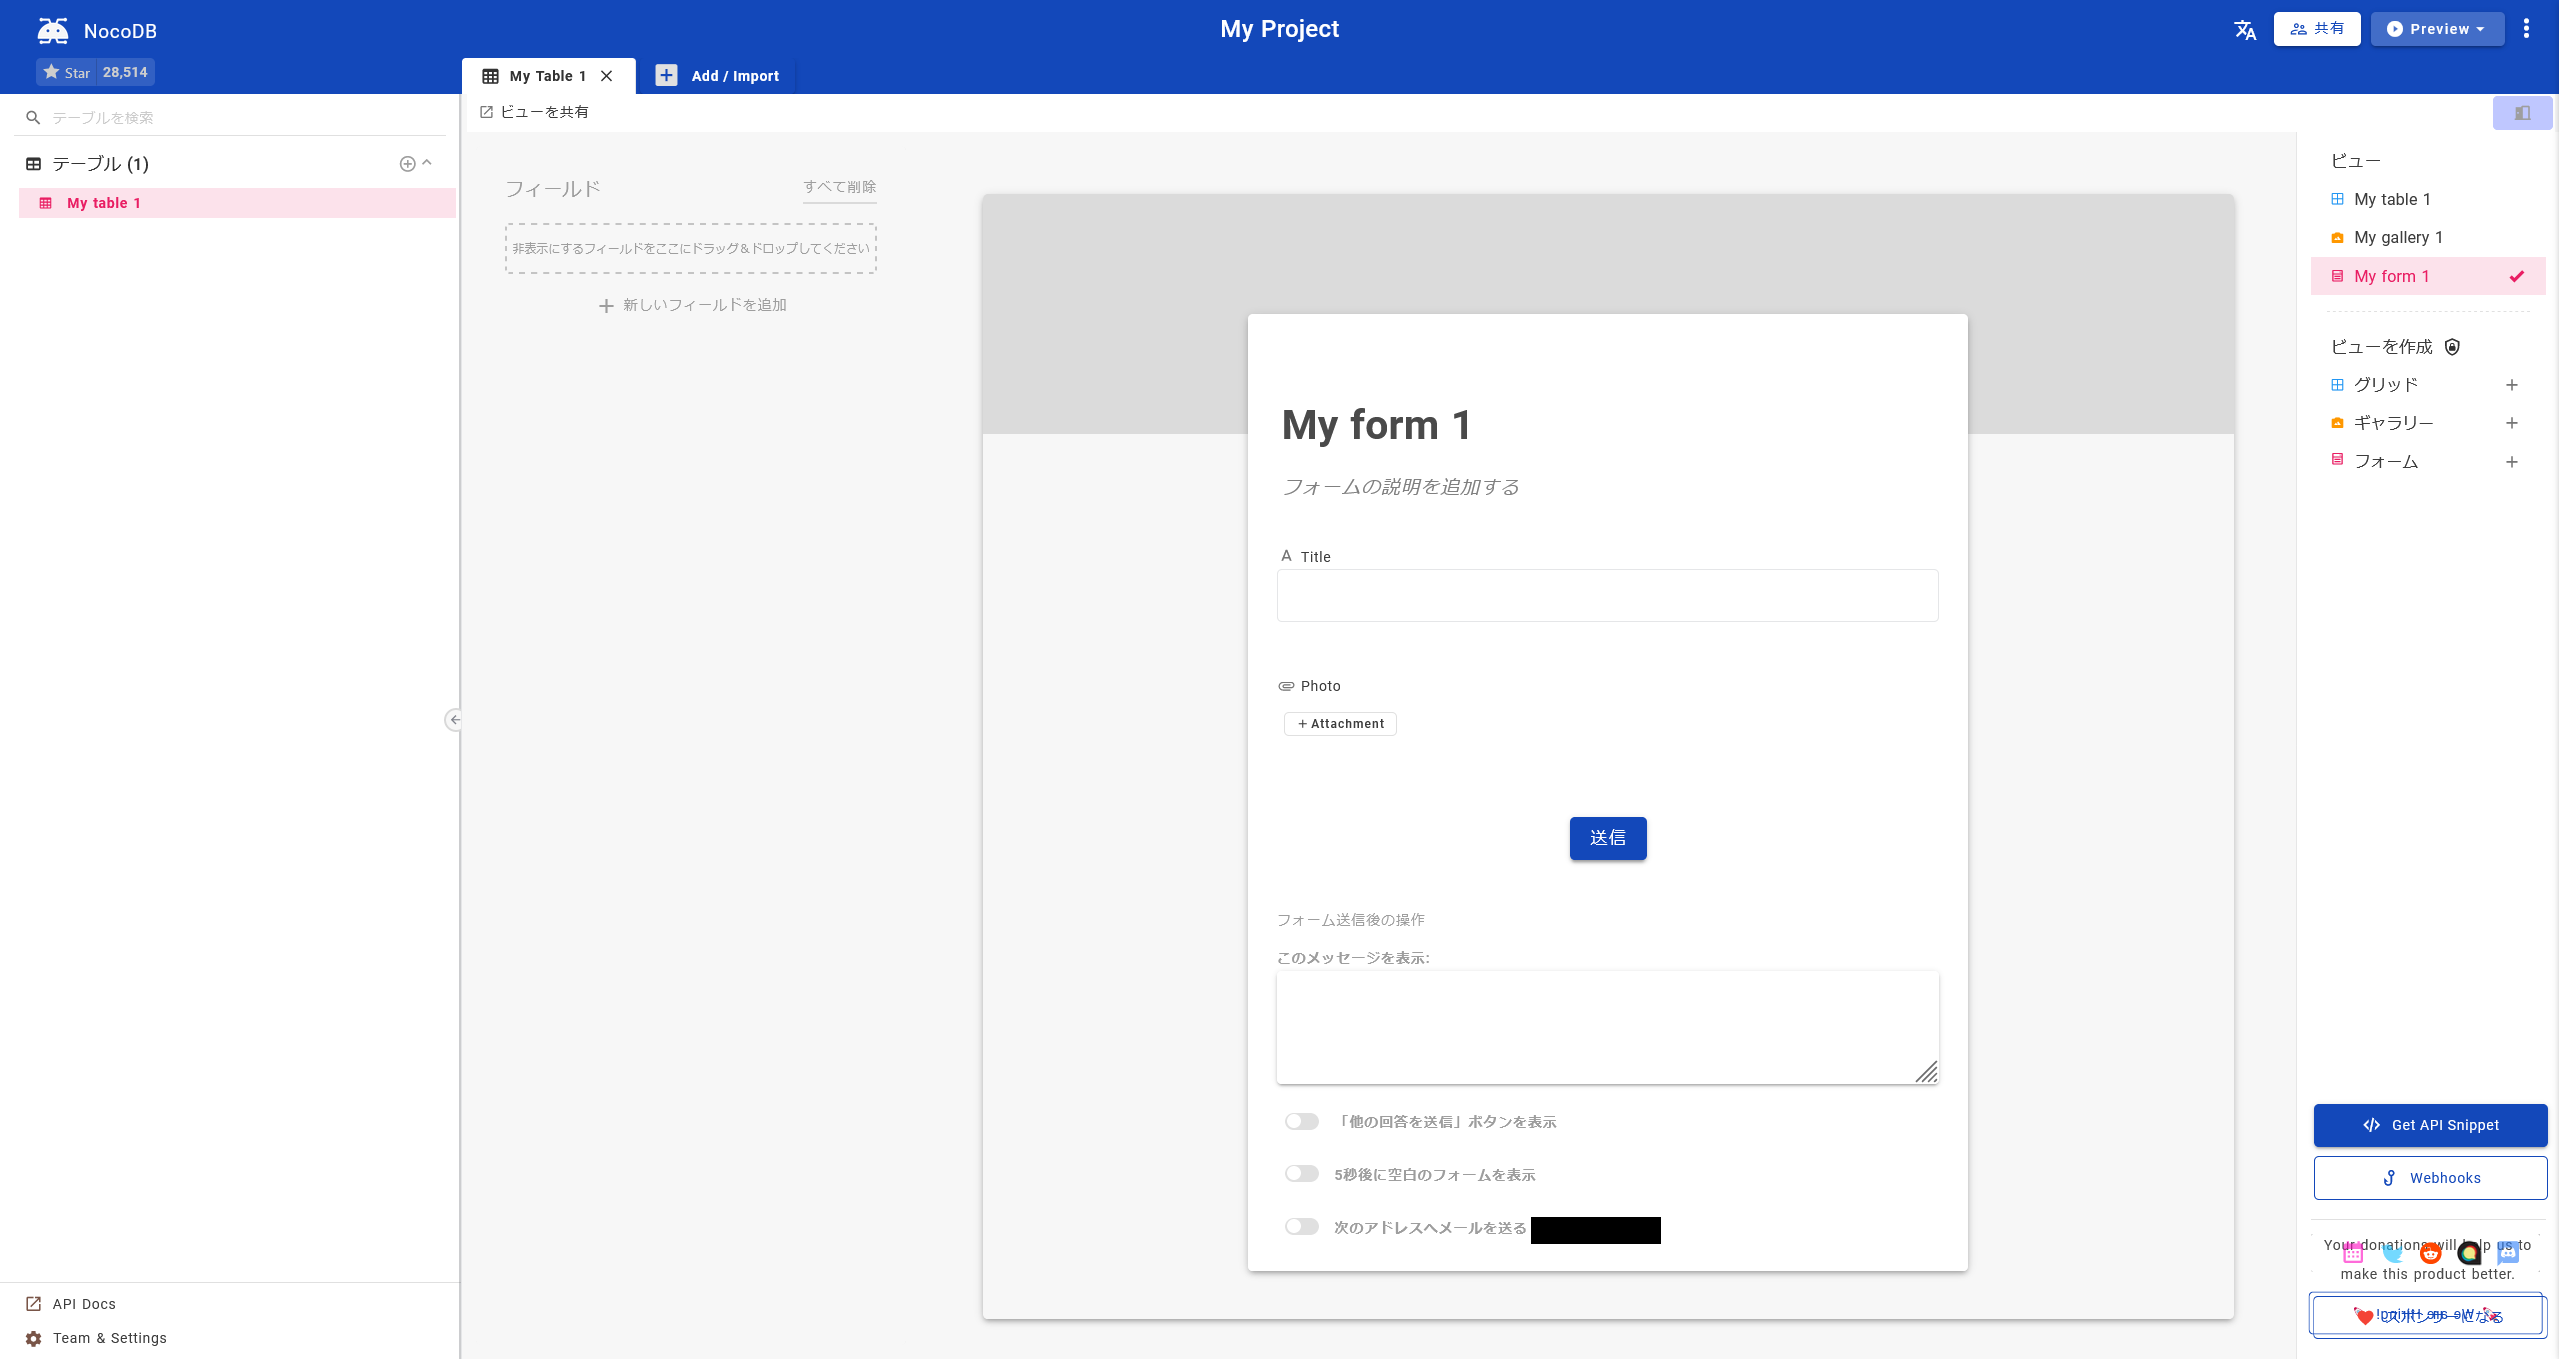 NocoDB
My Project
共有
Preview
Star 28,514
My Table 1
Add / Import
テーブルを検索
ビューを共有
テーブル (1)
My table 1
フィールド
すべて削除
非表示にするフィールドをここにドラッグ＆ドロップしてください
新しいフィールドを追加
My form 1
フォームの説明を追加する
A Title
Photo
+ Attachment
送信
フォーム送信後の操作
このメッセージを表示:
「他の回答を送信」ボタンを表示
5秒後に空白のフォームを表示
次のアドレスへメールを送る
ビュー
My table 1
My gallery 1
My form 1
ビューを作成
グリッド
ギャラリー
フォーム
Get API Snippet
Webhooks
Your donations will help us to
make this product better.
スポンサーになる
API Docs
Team & Settings